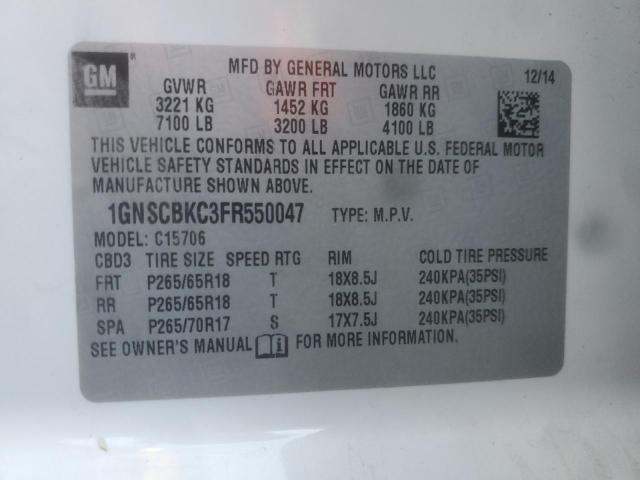 GM ®
MFD BY GENERAL MOTORS LLC 12/14
GVWR GAWR FRT GAWR RR
3221 KG 1452 KG 1860 KG
7100 LB 3200 LB 4100 LB
THIS VEHICLE CONFORMS TO ALL APPLICABLE U.S. FEDERAL MOTOR
VEHICLE SAFETY STANDARDS IN EFFECT ON THE DATE OF
MANUFACTURE SHOWN ABOVE.
1GNSCBKC3FR550047 TYPE: M.P.V.
MODEL: C15706
CBD3 TIRE SIZE SPEED RTG RIM COLD TIRE PRESSURE
FRT P265/65R18 T 18X8.5J 240KPA(35PSI)
RR P265/65R18 T 18X8.5J 240KPA(35PSI)
SPA P265/70R17 S 17X7.5J 240KPA(35PSI)
SEE OWNER'S MANUAL FOR MORE INFORMATION.